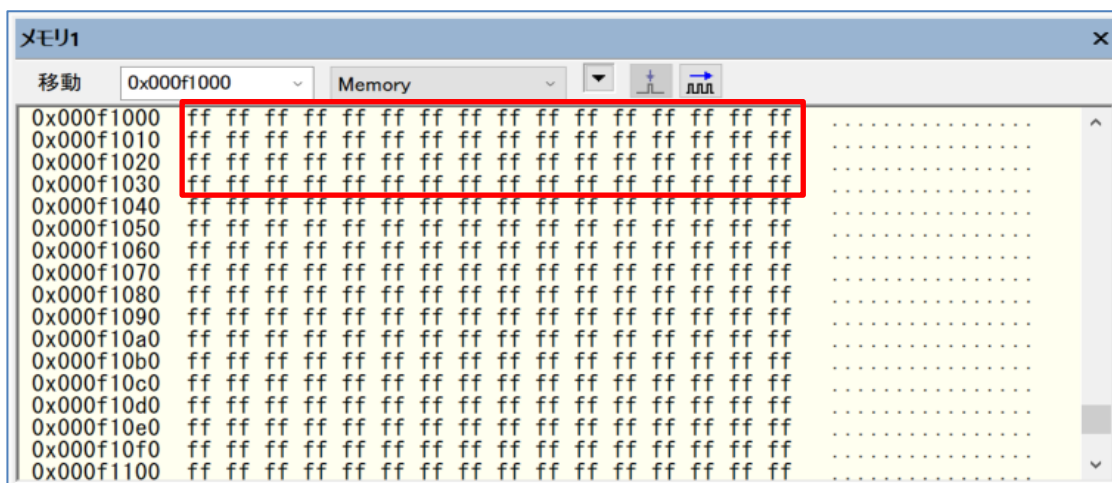 メモリ1
移動 0x000f1000 Memory
0x000f1000 ff ff ff ff ff ff ff ff ff ff ff ff ff ff ff ff ................
0x000f1010 ff ff ff ff ff ff ff ff ff ff ff ff ff ff ff ff ................
0x000f1020 ff ff ff ff ff ff ff ff ff ff ff ff ff ff ff ff ................
0x000f1030 ff ff ff ff ff ff ff ff ff ff ff ff ff ff ff ff ................
0x000f1040 ff ff ff ff ff ff ff ff ff ff ff ff ff ff ff ff ................
0x000f1050 ff ff ff ff ff ff ff ff ff ff ff ff ff ff ff ff ................
0x000f1060 ff ff ff ff ff ff ff ff ff ff ff ff ff ff ff ff ................
0x000f1070 ff ff ff ff ff ff ff ff ff ff ff ff ff ff ff ff ................
0x000f1080 ff ff ff ff ff ff ff ff ff ff ff ff ff ff ff ff ................
0x000f1090 ff ff ff ff ff ff ff ff ff ff ff ff ff ff ff ff ................
0x000f10a0 ff ff ff ff ff ff ff ff ff ff ff ff ff ff ff ff ................
0x000f10b0 ff ff ff ff ff ff ff ff ff ff ff ff ff ff ff ff ................
0x000f10c0 ff ff ff ff ff ff ff ff ff ff ff ff ff ff ff ff ................
0x000f10d0 ff ff ff ff ff ff ff ff ff ff ff ff ff ff ff ff ................
0x000f10e0 ff ff ff ff ff ff ff ff ff ff ff ff ff ff ff ff ................
0x000f10f0 ff ff ff ff ff ff ff ff ff ff ff ff ff ff ff ff ................
0x000f1100 ff ff ff ff ff ff ff ff ff ff ff ff ff ff ff ff ................